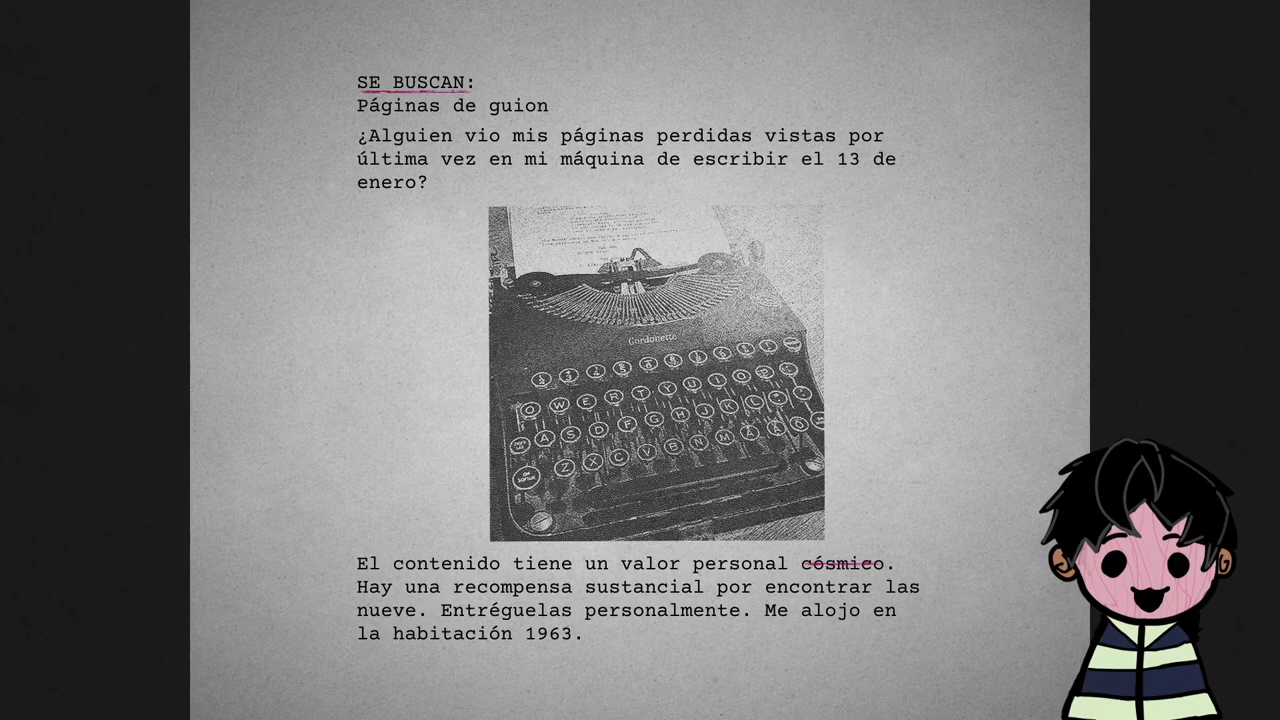 SE BUSCAN:
Páginas de guion
¿Alguien vio mis páginas perdidas vistas por
última vez en mi máquina de escribir el 13 de
enero?
Gordonette
W E R T Y U I O
A S D F G H J K L
Z X C V B N M
El contenido tiene un valor personal cósmico.
Hay una recompensa sustancial por encontrar las
nueve. Entréguelas personalmente. Me alojo en
la habitación 1963.